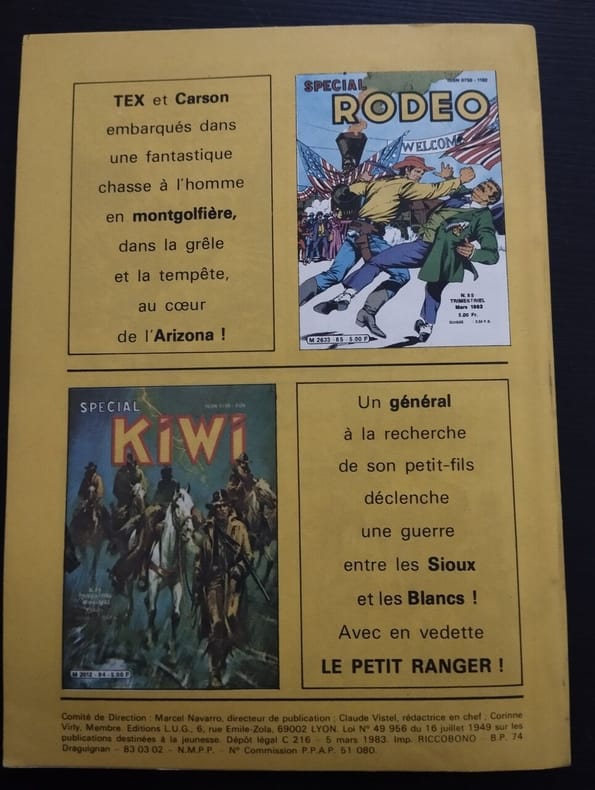 TEX et Carson
embarqués dans
une fantastique
chasse à l'homme
en montgolfière,
dans la grêle
et la tempête,
au cœur
de l'Arizona !
SPECIAL
RODEO
WELCOM
N. 85
TRIMESTRIEL
Mars 1983
5.00 Fr.
M 2633 - 85 - 5.00 F
SPECIAL
KiWi
M 2012 - 94 - 5.00 F
Un général
à la recherche
de son petit-fils
déclenche
une guerre
entre les Sioux
et les Blancs !
Avec en vedette
LE PETIT RANGER !
Comité de Direction : Marcel Navarro, directeur de publication ; Claude Vistel, rédactrice en chef ; Corinne
Virly, Membre. Editions L.U.G., 6, rue Emile-Zola, 69002 LYON. Loi N° 49 956 du 16 juillet 1949 sur les
publications destinées à la jeunesse. Dépôt légal C 216 - 5 mars 1983. Imp. RICCOBONO - B.P. 74
Draguignan - 83 03 02 - N.M.P.P. - N° Commission P.P.A.P. 51 080.